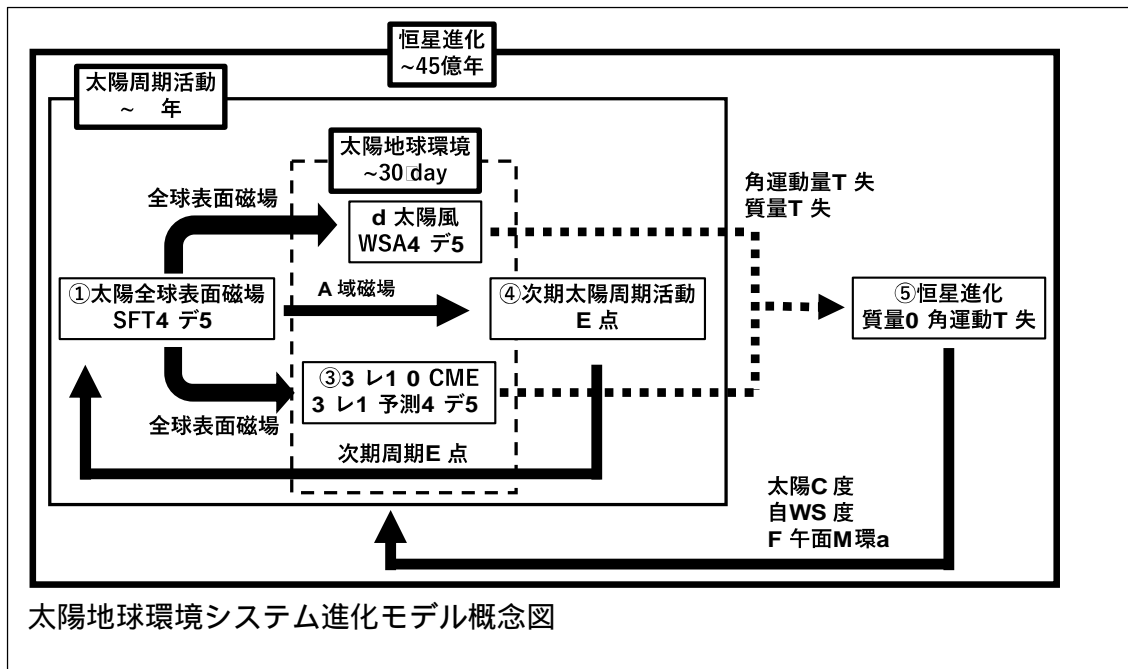 恒星進化
~45億年
太陽周期活動
~ 年
太陽地球環境
~30 day
全球表面磁場
角運動量T 失
質量T 失
d 太陽風
WSA4 デ5
①太陽全球表面磁場
SFT4 デ5
A 域磁場
④次期太陽周期活動
E 点
⑤恒星進化
質量0 角運動T 失
③3 レ1 0 CME
3 レ1 予測4 デ5
全球表面磁場
次期周期E 点
太陽C 度
自WS 度
F 午面M環a
太陽地球環境システム進化モデル概念図